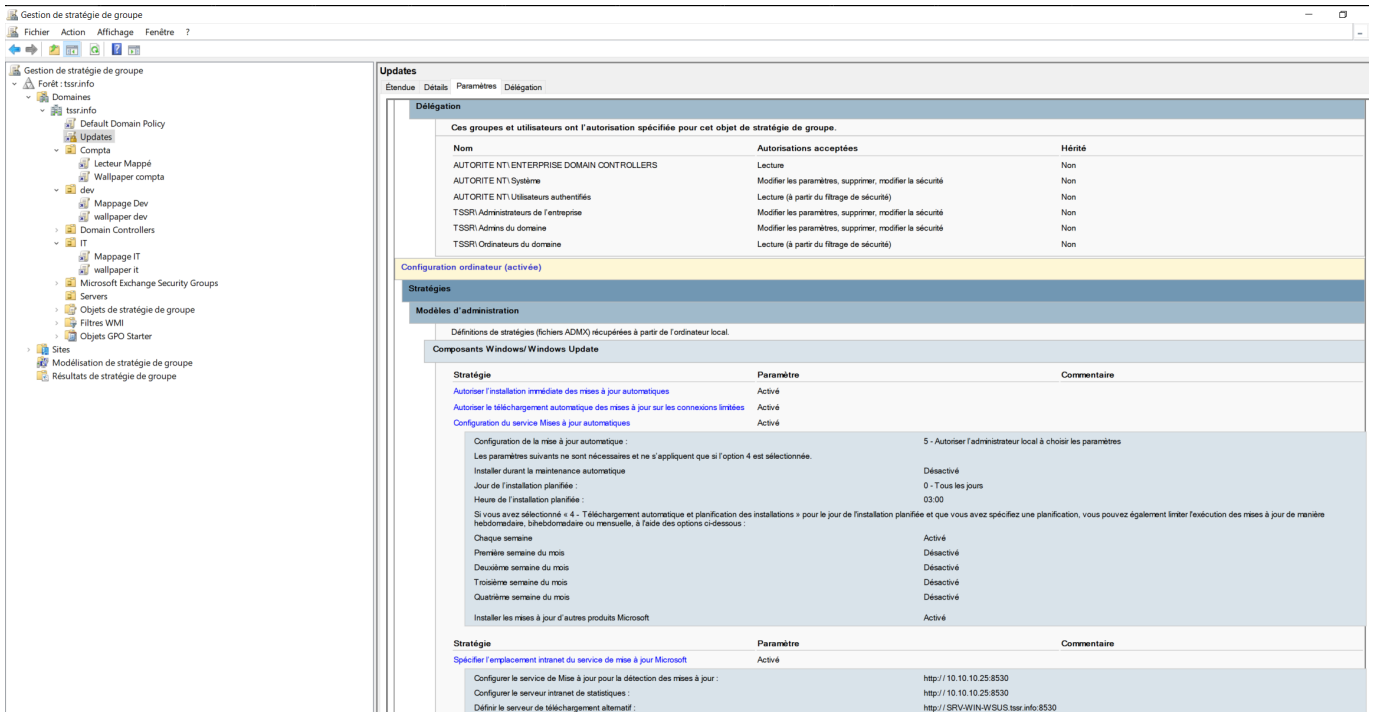 Gestion de stratégie de groupe
Fichier Action Affichage Fenêtre ?
Gestion de stratégie de groupe
Forêt : tssr.info
Domaines
tssr.info
Default Domain Policy
Updates
Compta
Lecteur Mappé
Wallpaper compta
dev
Mappage Dev
wallpaper dev
Domain Controllers
IT
Mappage IT
wallpaper it
Microsoft Exchange Security Groups
Servers
Objets de stratégie de groupe
Filtres WMI
Objets GPO Starter
Sites
Modélisation de stratégie de groupe
Résultats de stratégie de groupe
Updates
Étendue Détails Paramètres Délégation
Délégation
Ces groupes et utilisateurs ont l'autorisation spécifiée pour cet objet de stratégie de groupe.
Nom Autorisations acceptées Hérité
AUTORITE NT\ENTERPRISE DOMAIN CONTROLLERS Lecture Non
AUTORITE NT\Système Modifier les paramètres, supprimer, modifier la sécurité Non
AUTORITE NT\Utilisateurs authentifiés Lecture (à partir du filtrage de sécurité) Non
TSSR\Administrateurs de l'entreprise Modifier les paramètres, supprimer, modifier la sécurité Non
TSSR\Admins du domaine Modifier les paramètres, supprimer, modifier la sécurité Non
TSSR\Ordinateurs du domaine Lecture (à partir du filtrage de sécurité) Non
Configuration ordinateur (activée)
Stratégies
Modèles d'administration
Définitions de stratégies (fichiers ADMX) récupérées à partir de l'ordinateur local.
Composants Windows/Windows Update
Stratégie Paramètre Commentaire
Autoriser l'installation immédiate des mises à jour automatiques Activé
Autoriser le téléchargement automatique des mises à jour sur les connexions limitées Activé
Configuration du service Mises à jour automatiques Activé
Configuration de la mise à jour automatique : 5 - Autoriser l'administrateur local à choisir les paramètres
Les paramètres suivants ne sont nécessaires et ne s'appliquent que si l'option 4 est sélectionnée.
Installer durant la maintenance automatique Désactivé
Jour de l'installation planifiée : 0 - Tous les jours
Heure de l'installation planifiée : 03:00
Si vous avez sélectionné « 4 - Téléchargement automatique et planification des installations » pour le jour de l'installation planifiée et que vous avez spécifiez une planification, vous pouvez également limiter l'exécution des mises à jour de manière
hebdomadaire, bihebdomadaire ou mensuelle, à l'aide des options ci-dessous :
Chaque semaine Activé
Première semaine du mois Désactivé
Deuxième semaine du mois Désactivé
Troisième semaine du mois Désactivé
Quatrième semaine du mois Désactivé
Installer les mises à jour d'autres produits Microsoft Activé
Stratégie Paramètre Commentaire
Spécifier l'emplacement intranet du service de mise à jour Microsoft Activé
Configurer le service de Mise à jour pour la détection des mises à jour : http://10.10.10.25:8530
Configurer le serveur intranet de statistiques : http://10.10.10.25:8530
Définir le serveur de téléchargement alternatif : http://SRV-WIN-WSUS.tssr.info:8530